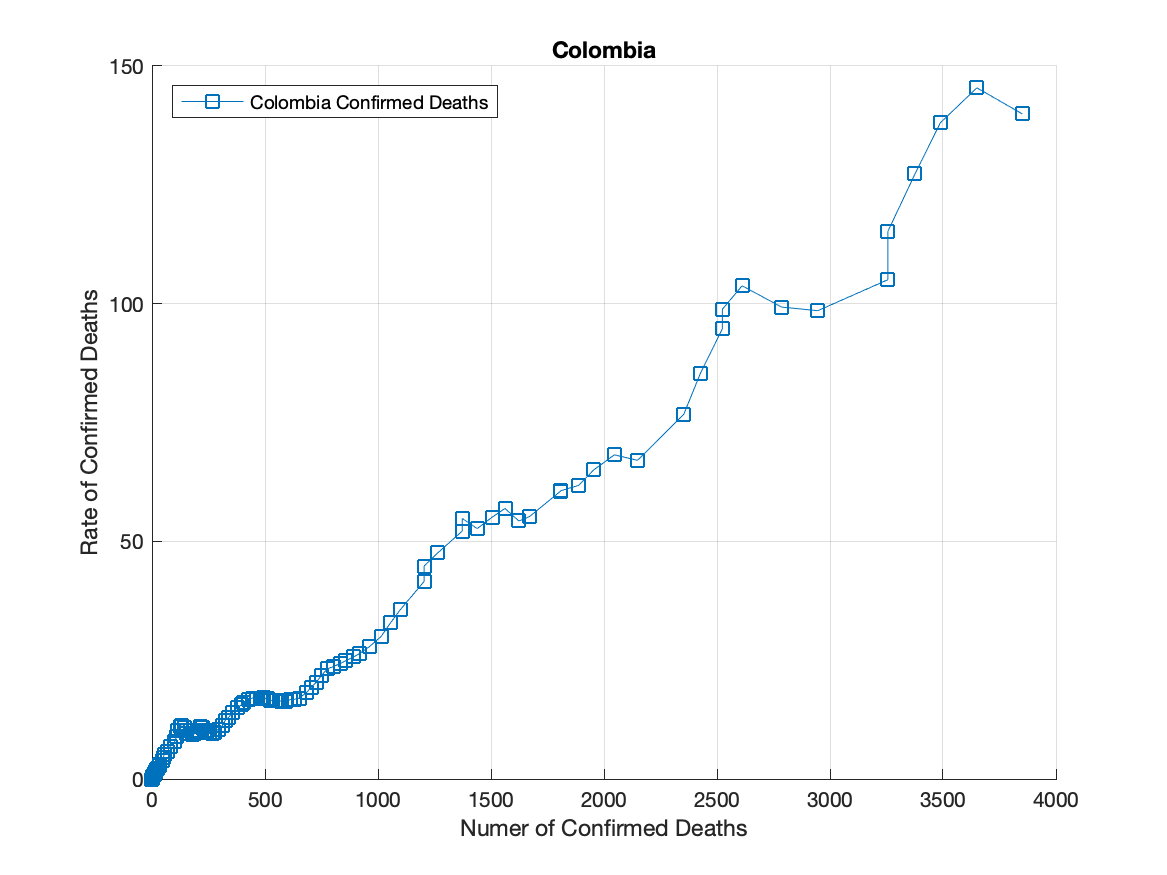 Colombia
150
Colombia Confirmed Deaths
100
50
0
Rate of Confirmed Deaths
0 500 1000 1500 2000 2500 3000 3500 4000
Numer of Confirmed Deaths